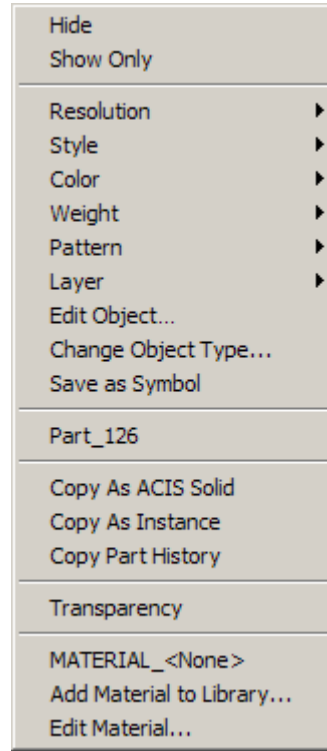 Hide
Show Only
Resolution
Style
Color
Weight
Pattern
Layer
Edit Object...
Change Object Type...
Save as Symbol
Part_126
Copy As ACIS Solid
Copy As Instance
Copy Part History
Transparency
MATERIAL_<None>
Add Material to Library...
Edit Material...